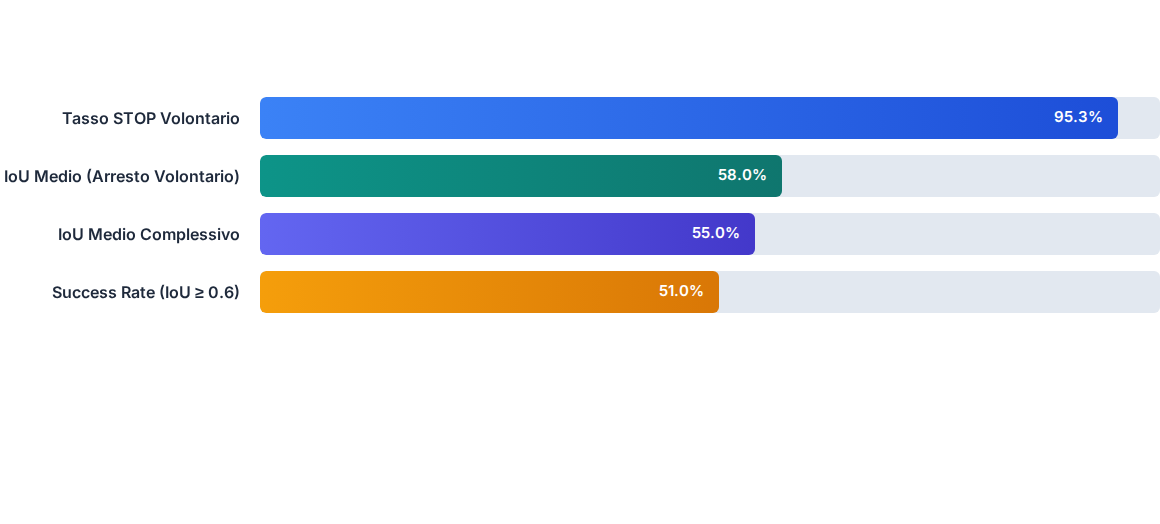 Tasso STOP Volontario
95.3%
IoU Medio (Arresto Volontario)
58.0%
IoU Medio Complessivo
55.0%
Success Rate (IoU ≥ 0.6)
51.0%